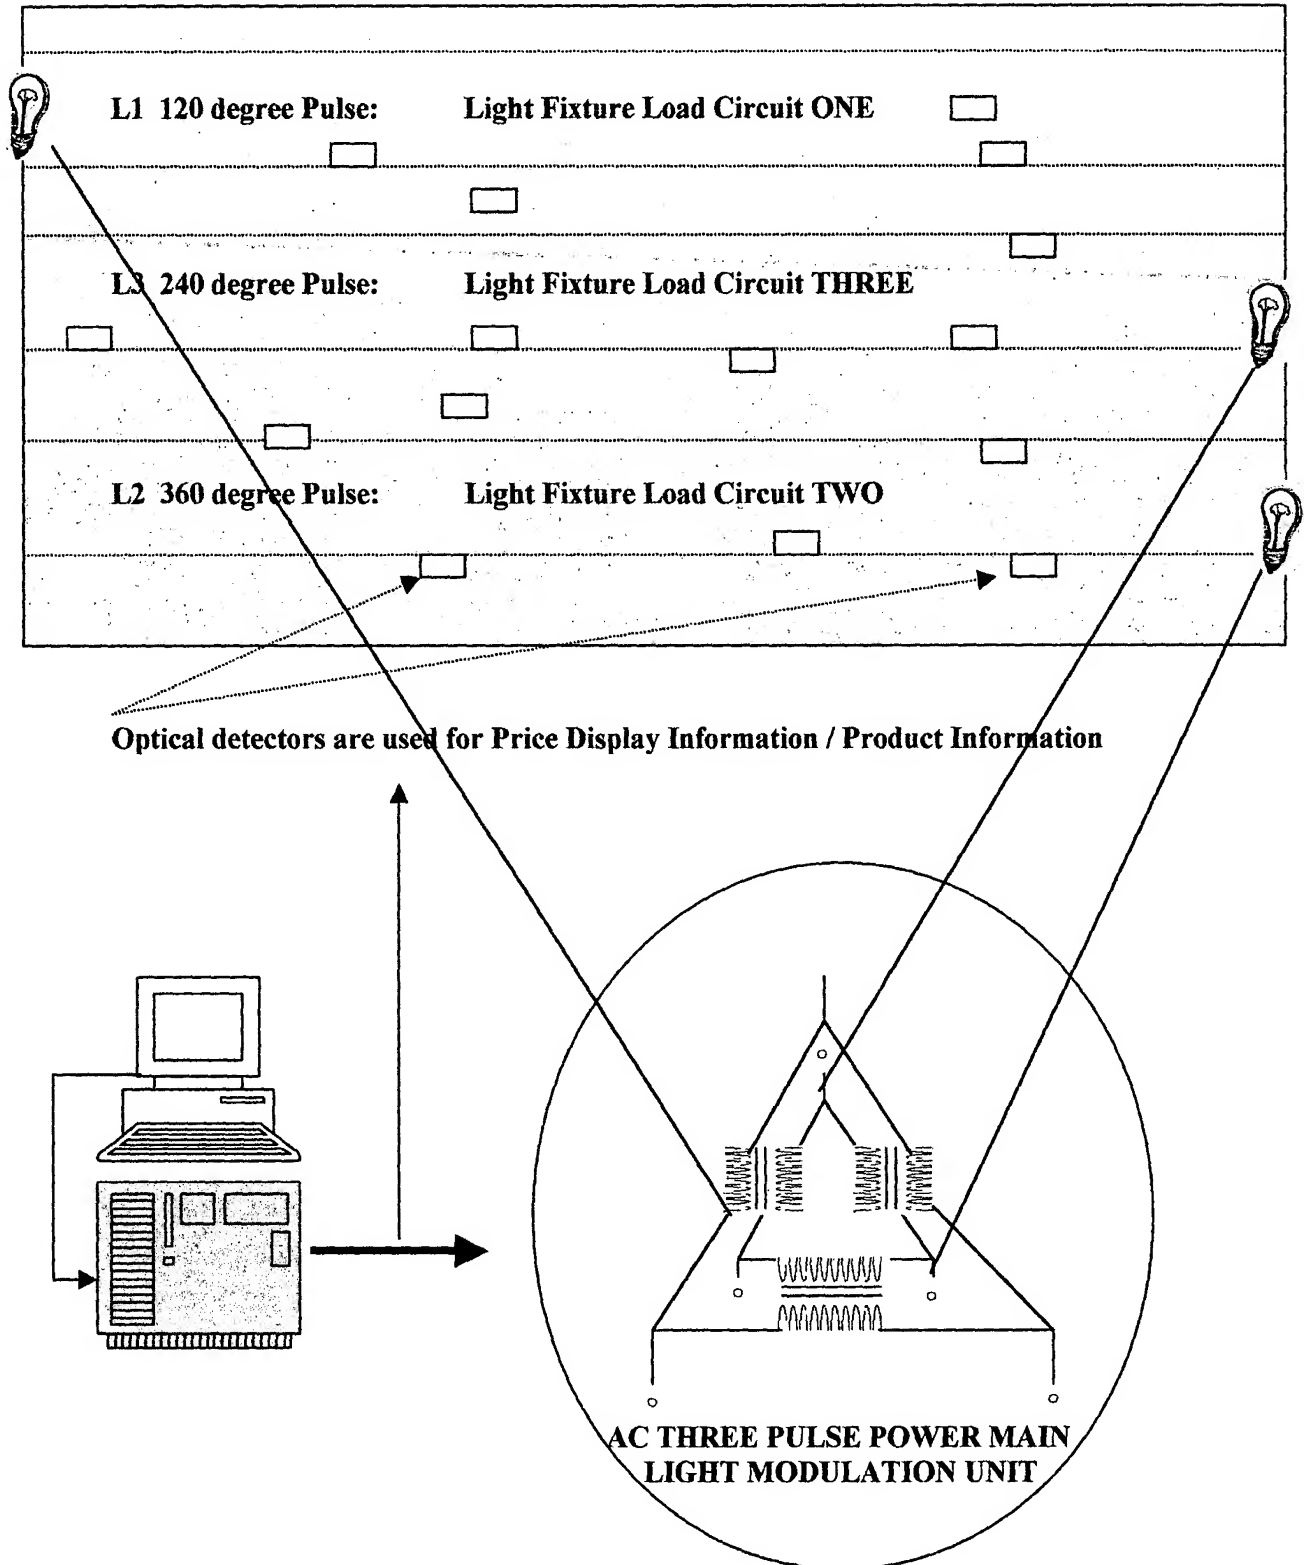 L1 120 degree Pulse: Light Fixture Load Circuit ONE
L3 240 degree Pulse: Light Fixture Load Circuit THREE
L2 360 degree Pulse: Light Fixture Load Circuit TWO
Optical detectors are used for Price Display Information / Product Information
AC THREE PULSE POWER MAIN
LIGHT MODULATION UNIT